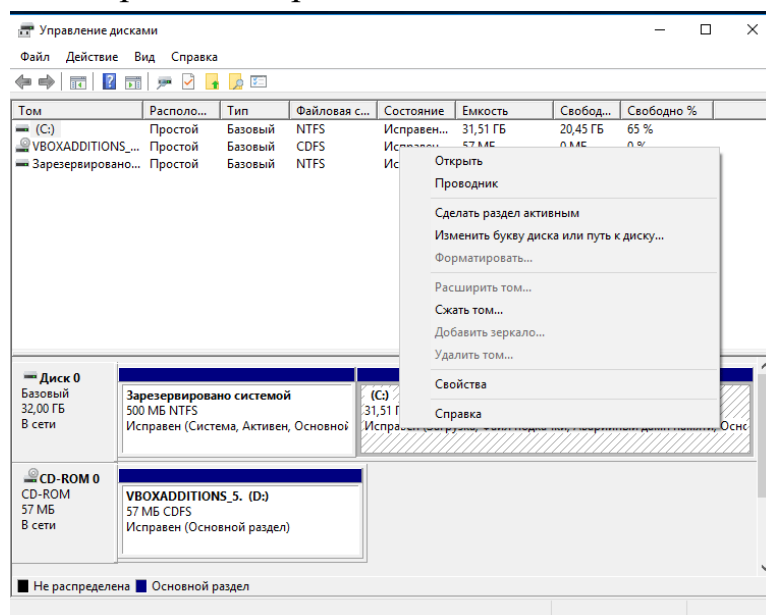 Управление дисками
Файл Действие Вид Справка
Том Располо... Тип Файловая с... Состояние Емкость Свобод... Свободно %
(C:) Простой Базовый NTFS Исправен... 31,51 ГБ 20,45 ГБ 65 %
VBOXADDITIONS_... Простой Базовый CDFS Исправен 57 МБ 0 МБ 0 %
Зарезервировано... Простой Базовый NTFS
Открыть
Проводник
Сделать раздел активным
Изменить букву диска или путь к диску...
Форматировать...
Расширить том...
Сжать том...
Добавить зеркало...
Удалить том...
Свойства
Справка
Диск 0
Базовый
32,00 ГБ
В сети
Зарезервировано системой
500 МБ NTFS
Исправен (Система, Активен, Основной
(C:)
31,51
CD-ROM 0
CD-ROM
57 МБ
В сети
VBOXADDITIONS_5. (D:)
57 МБ CDFS
Исправен (Основной раздел)
Не распределена Основной раздел